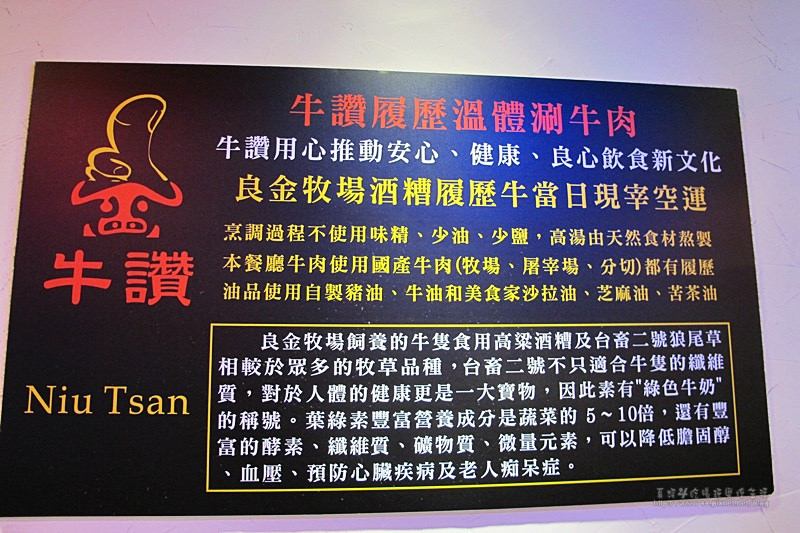 牛讚履歷溫體涮牛肉
牛讚用心推動安心、健康、良心飲食新文化
良金牧場酒糟履歷牛當日現宰空運
烹調過程不使用味精、少油、少鹽，高湯由天然食材熬製
本餐廳牛肉使用國產牛肉(牧場、屠宰場、分切)都有履歷
油品使用自製豬油、牛油和美食家沙拉油、芝麻油、苦茶油
牛讚
Niu Tsan
良金牧場飼養的牛隻食用高粱酒糟及台畜二號狼尾草
相較於眾多的牧草品種，台畜二號不只適合牛隻的纖維
質，對於人體的健康更是一大寶物，因此素有"綠色牛奶"
的稱號。葉綠素豐富營養成分是蔬菜的 5～10倍，還有豐
富的酵素、纖維質、礦物質、微量元素，可以降低膽固醇
、血壓、預防心臟疾病及老人痴呆症。